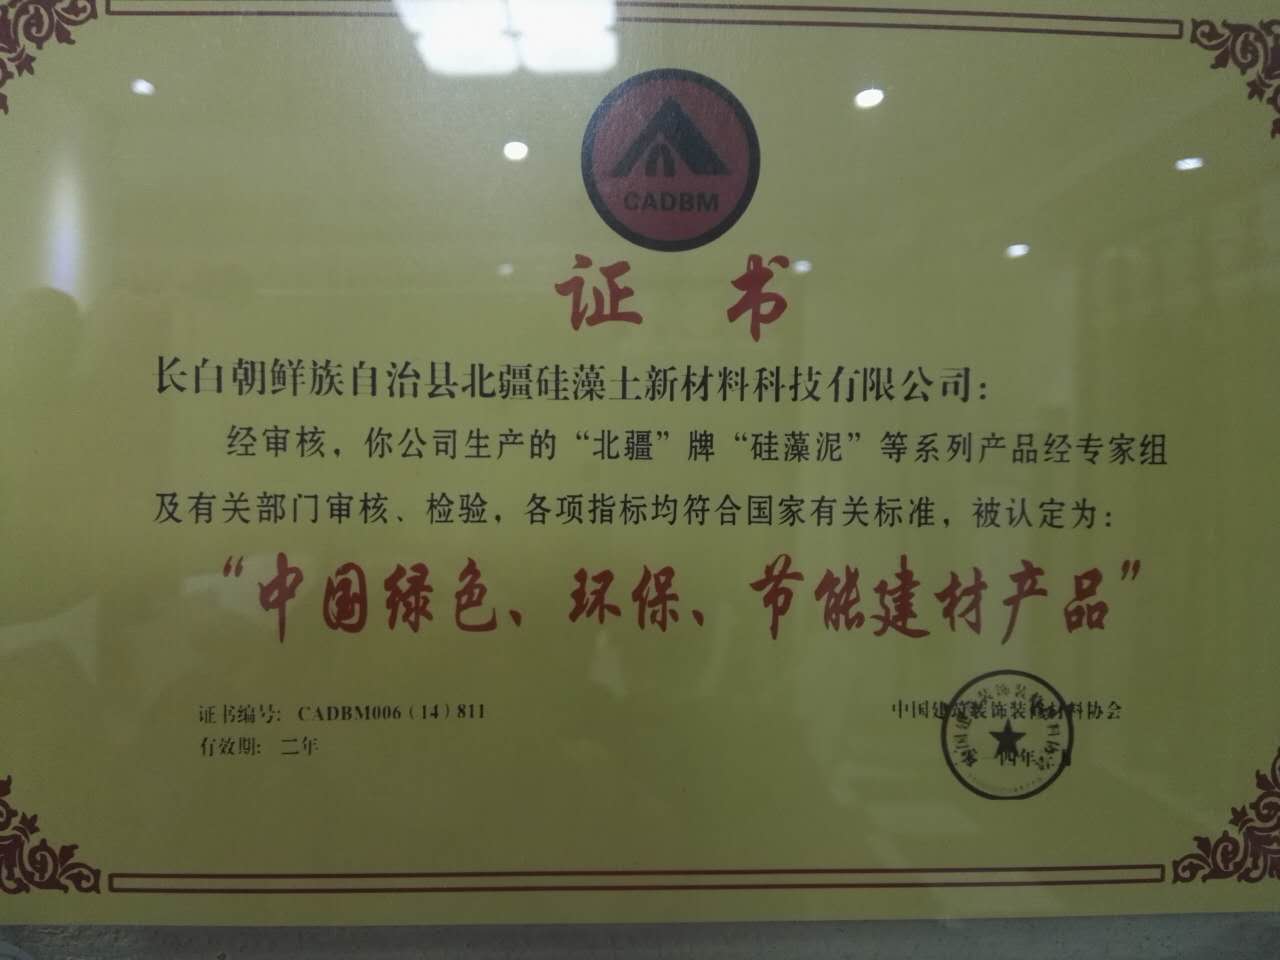 CADBM
证书
长白朝鲜族自治县北疆硅藻土新材料科技有限公司：
经审核，你公司生产的“北疆”牌“硅藻泥”等系列产品经专家组
及有关部门审核、检验，各项指标均符合国家有关标准，被认定为：
“中国绿色、环保、节能建材产品”
证书编号：CADBM006（14）811
有效期：二年
中国建筑装饰装修材料协会
一四年